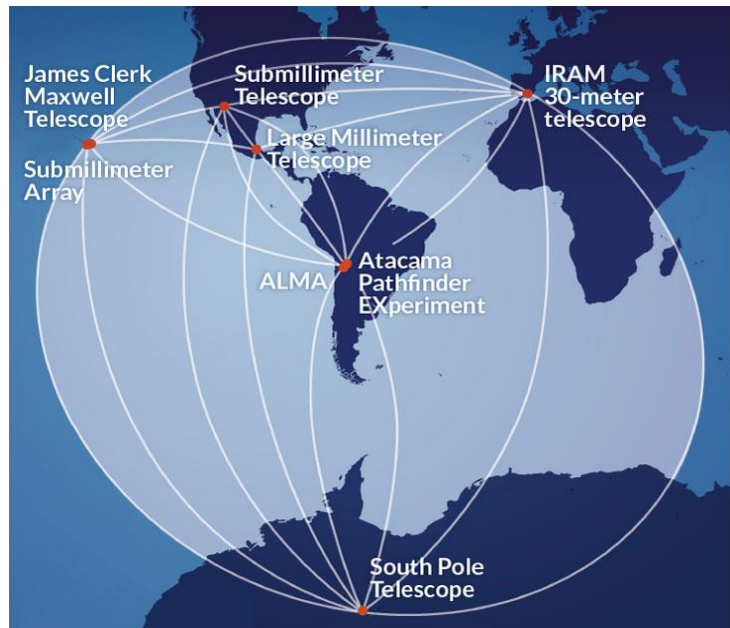 James Clerk
Maxwell
Telescope
Submillimeter
Array
Submillimeter
Telescope
Large Millimeter
Telescope
IRAM
30-meter
telescope
ALMA
Atacama
Pathfinder
EXperiment
South Pole
Telescope